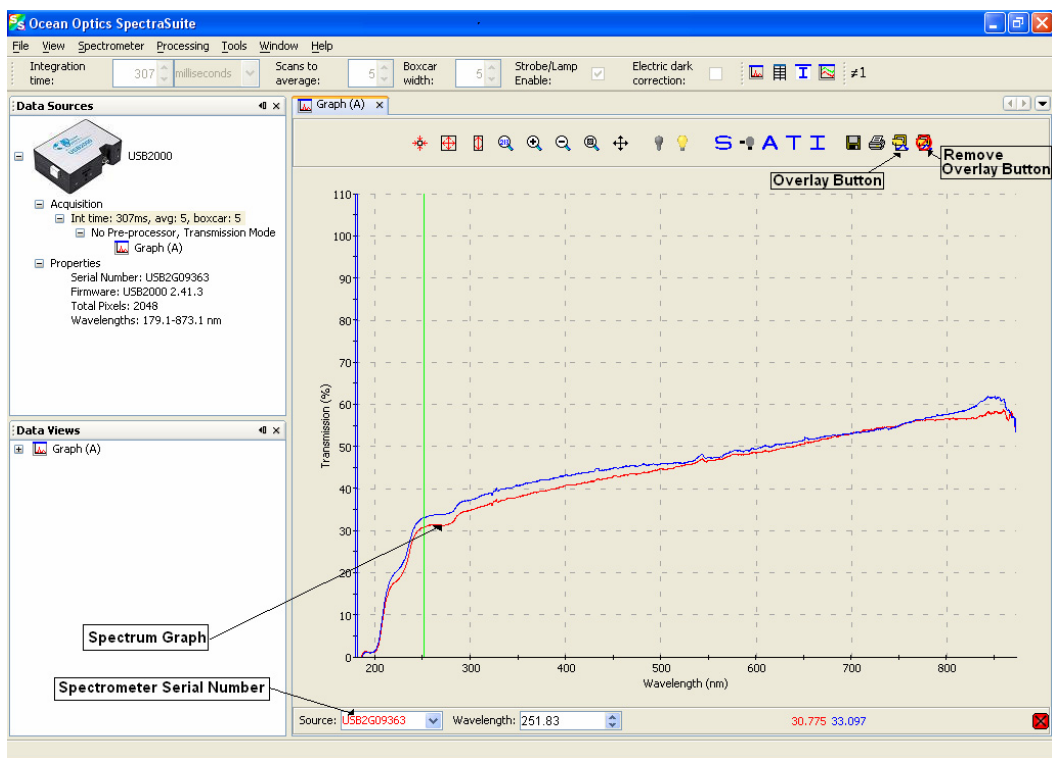 Ocean Optics SpectraSuite
File View Spectrometer Processing Tools Window Help
Integration time: 307 milliseconds Scans to average: 5 Boxcar width: 5 Strobe/Lamp Enable: Electric dark correction: ≠1
Data Sources
USB2000
Acquisition
Int time: 307ms, avg: 5, boxcar: 5
No Pre-processor, Transmission Mode
Graph (A)
Properties
Serial Number: USB2G09363
Firmware: USB2000 2.41.3
Total Pixels: 2048
Wavelengths: 179.1-873.1 nm
Data Views
Graph (A)
Graph (A)
S A T I
Overlay Button
Remove
Overlay Button
110
100
90
80
70
60
50
40
30
20
10
0
Transmission (%)
200 300 400 500 600 700 800
Wavelength (nm)
Spectrum Graph
Spectrometer Serial Number
Source: USB2G09363 Wavelength: 251.83 30.775 33.097